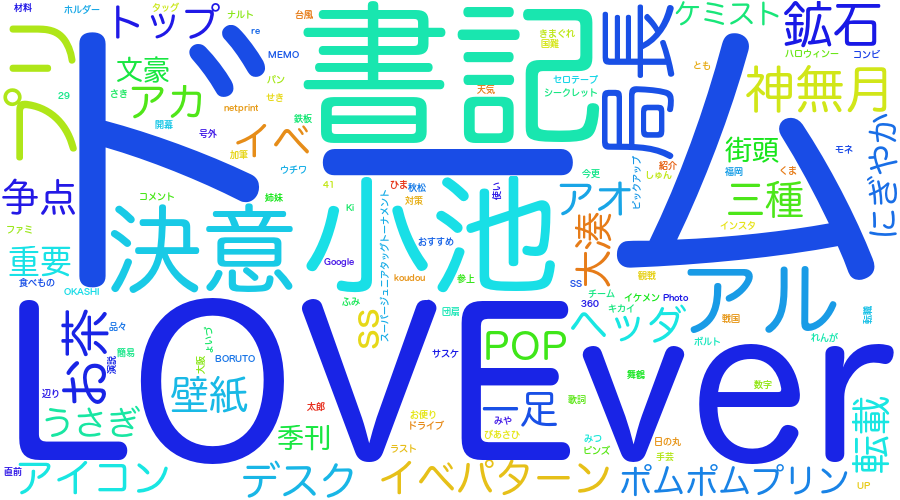 材料
ホルダー
トップ
タッグ
ナルト
re
台風
MEMO
書記
きまぐれ
国難
局長
ケミスト
鉱石
ハロウィーン
コンビ
プリ
29
文豪
さき
アカ
パン
せき
netprint
天気
セロテープ
シークレット
とも
神無月
ドーム
開幕
号外
イベ
加筆
鉄板
ウチワ
紹介
しゅん
街頭
福岡
くま
モネ
にぎやか
争点
ファミ
コメント
姉妹
41
ひま
秋松
対策
使い
今更
ピックアップ
アオ
三種
インスタ
重要
食べもの
OKASHI
決意
小池
Ki
Google
おすすめ
koudou
参上
スーパージュニアタッグトーナメント
大湊
SS
観戦
チーム
360
イケメン
Photo
キカイ
アル
転職
LOVE
ever
お茶
品々
簡易
演説
辺り
大阪
BORUTO
ふみ
SS
団扇
サスケ
POP
ヘッダ
ボルト
戦国
れんが
壁紙
太郎
お便り
ドライブ
みや
一足
ぴあさひ
歌詞
舞鶴
数字
うさぎ
季刊
ラスト
みつ
ピンズ
日の丸
手芸
転載
直前
アイコン
デスク
イベパターン
ポムポムプリン
UP